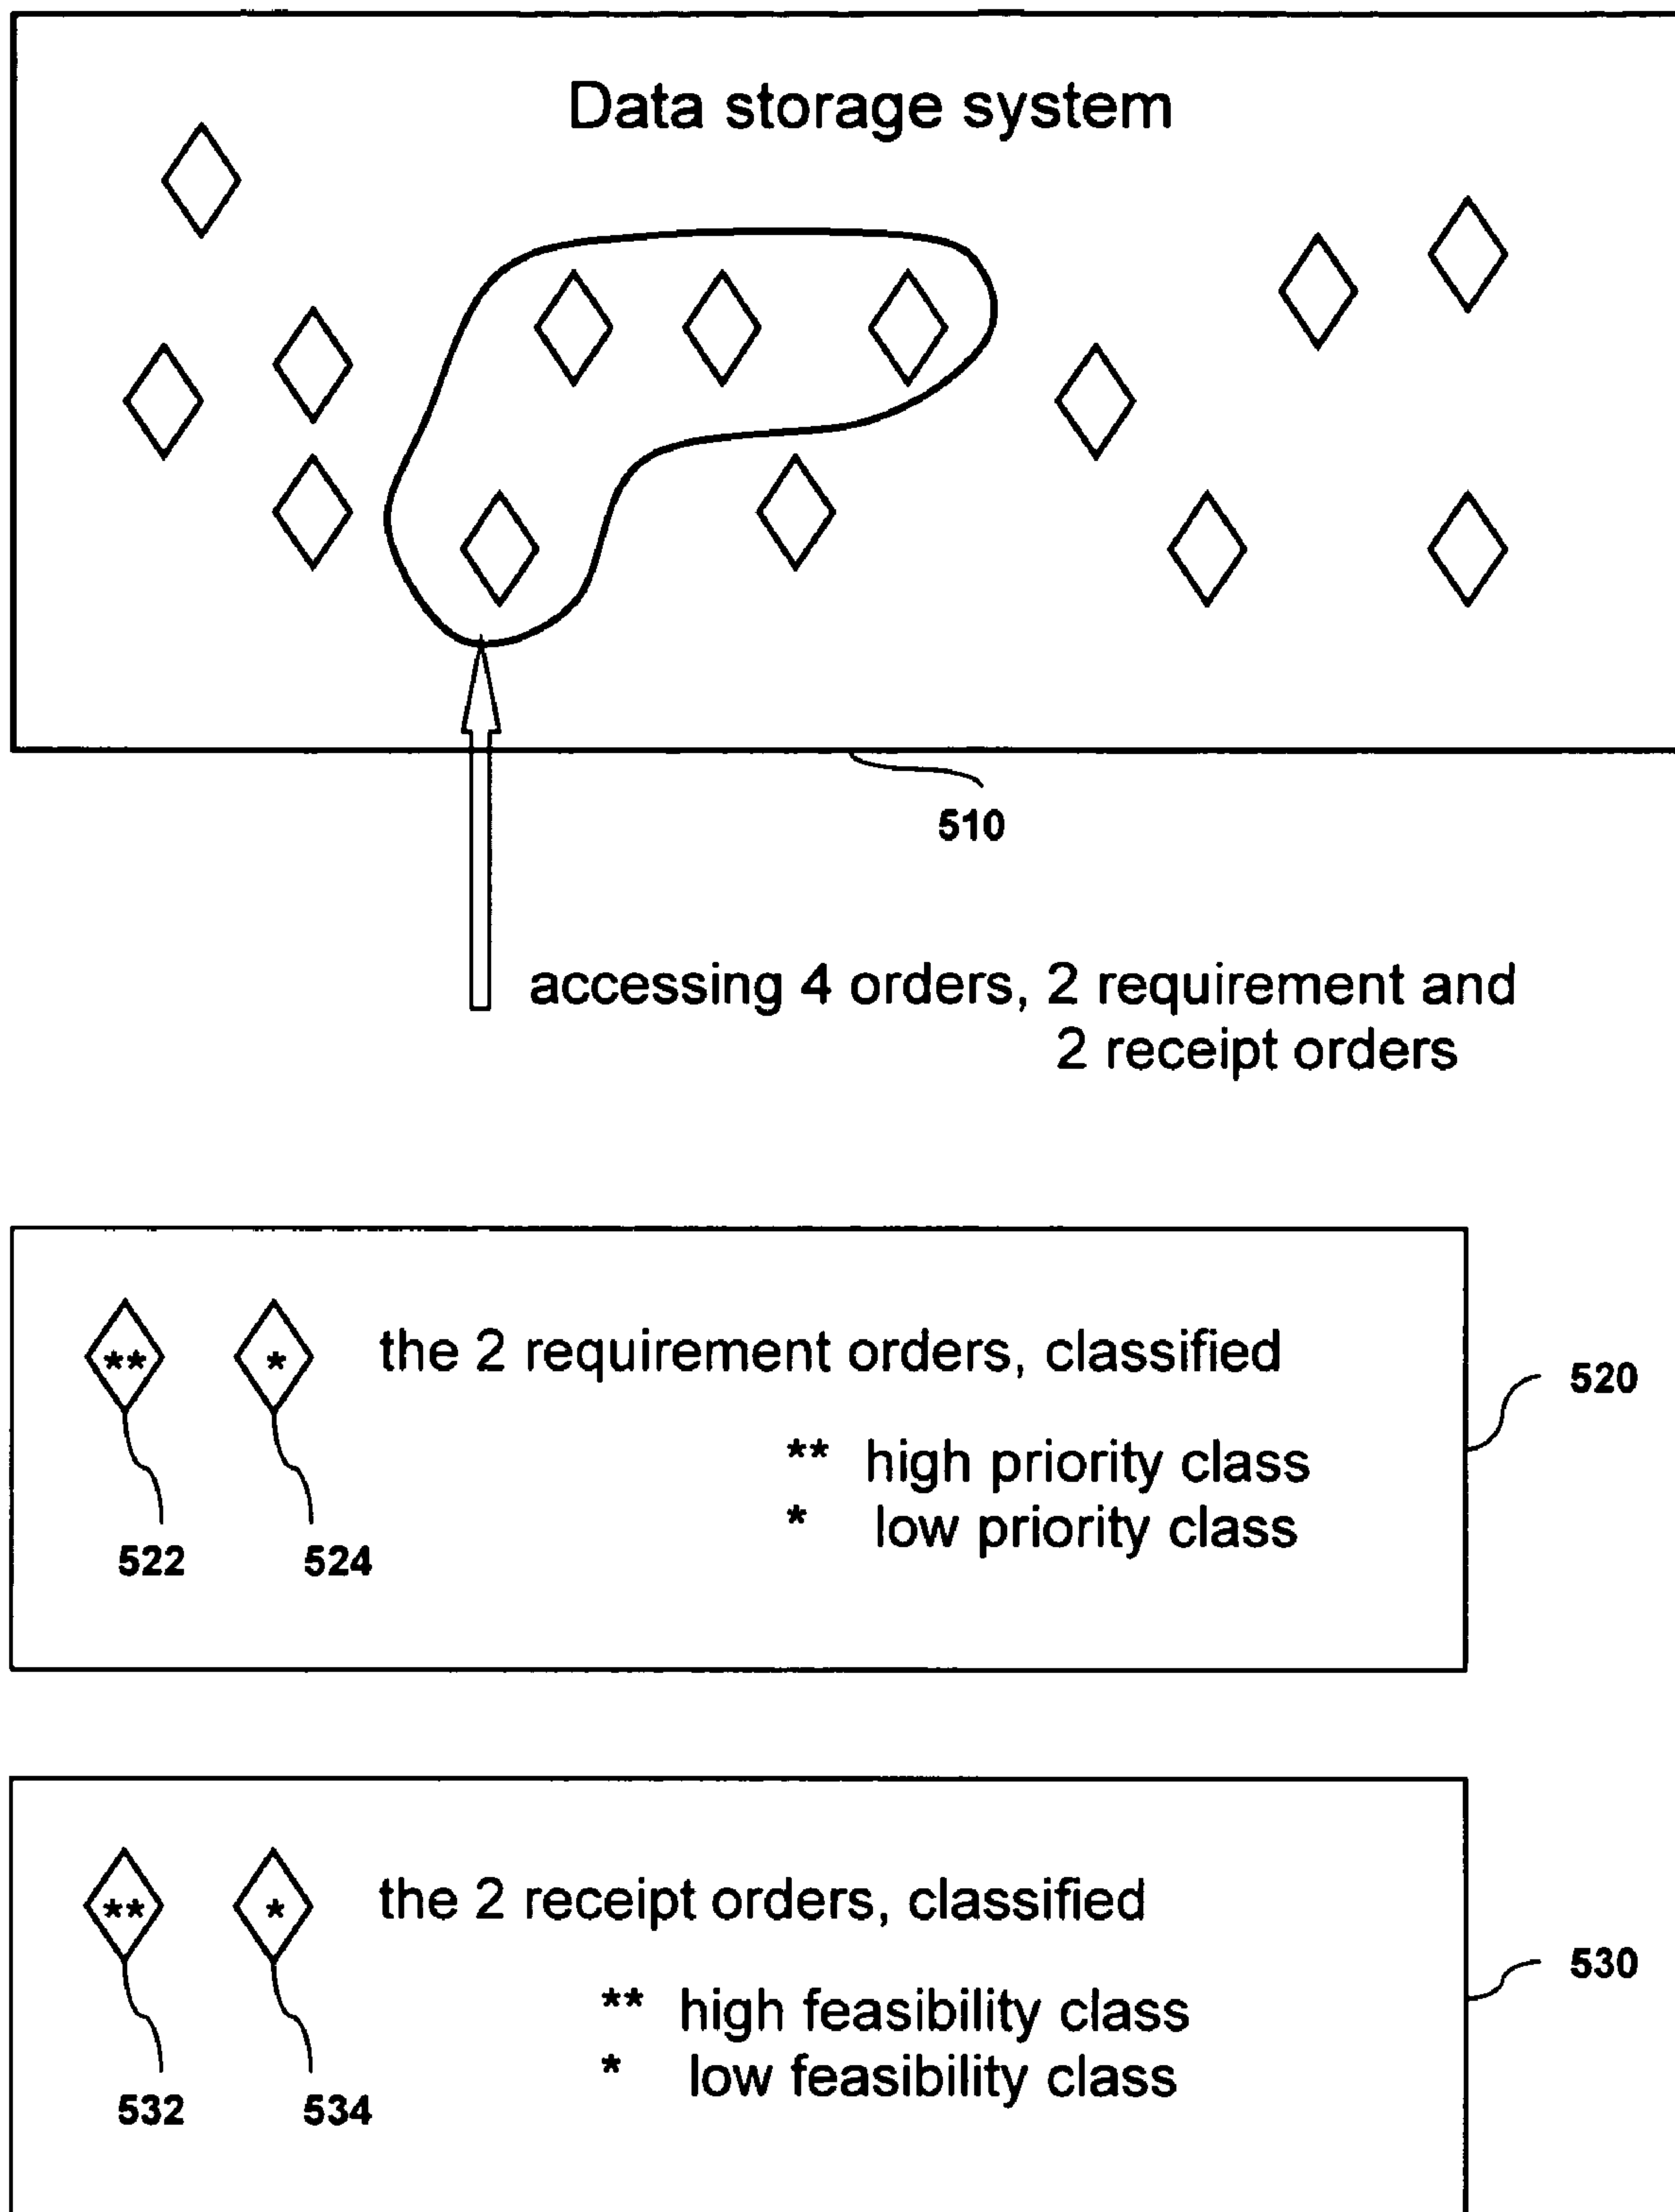 Data storage system
510
accessing 4 orders, 2 requirement and
2 receipt orders
** * the 2 requirement orders, classified
520
** high priority class
* low priority class
522 524
** * the 2 receipt orders, classified
530
** high feasibility class
* low feasibility class
532 534